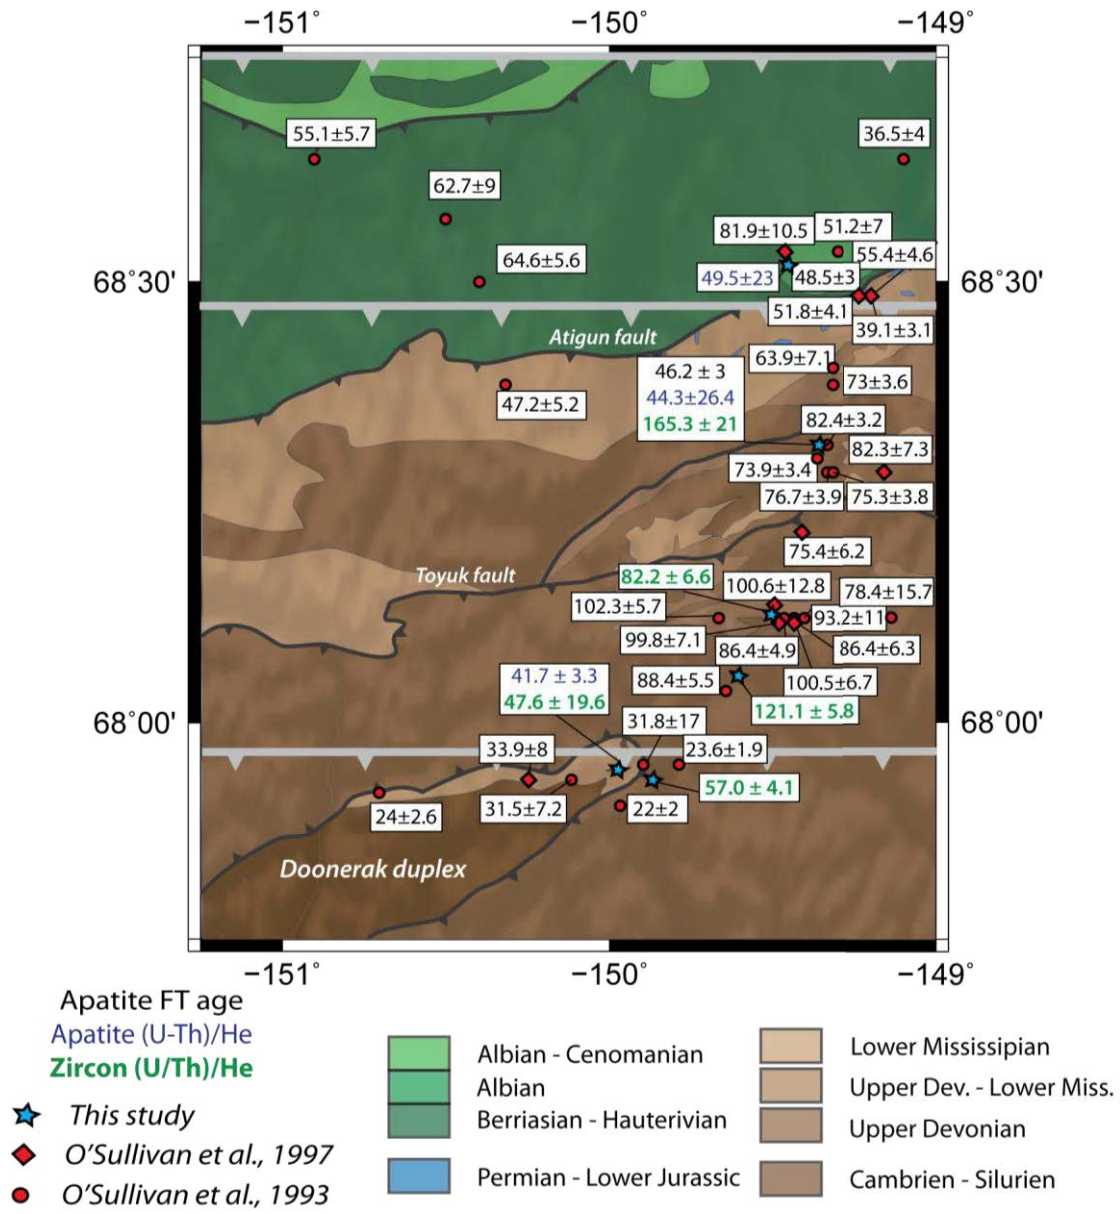 −151˚
−150˚
−149˚
55.1±5.7
36.5±4
62.7±9
81.9±10.5
51.2±7
64.6±5.6
55.4±4.6
68˚30'
49.5±23
48.5±3
68˚30'
51.8±4.1
39.1±3.1
Atigun fault
63.9±7.1
46.2 ± 3
44.3±26.4
165.3 ± 21
73±3.6
47.2±5.2
82.4±3.2
82.3±7.3
73.9±3.4
76.7±3.9
75.3±3.8
75.4±6.2
Toyuk fault
82.2 ± 6.6
100.6±12.8
78.4±15.7
102.3±5.7
93.2±11
99.8±7.1
86.4±4.9
86.4±6.3
41.7 ± 3.3
47.6 ± 19.6
88.4±5.5
100.5±6.7
121.1 ± 5.8
68˚00'
68˚00'
31.8±17
33.9±8
23.6±1.9
57.0 ± 4.1
24±2.6
31.5±7.2
22±2
Doonerak duplex
−151˚
−150˚
−149˚
Apatite FT age
Apatite (U-Th)/He
Zircon (U/Th)/He
This study
O'Sullivan et al., 1997
O'Sullivan et al., 1993
Albian - Cenomanian
Albian
Berriasian - Hauterivian
Permian - Lower Jurassic
Lower Missisipian
Upper Dev. - Lower Miss.
Upper Devonian
Cambrien - Silurien